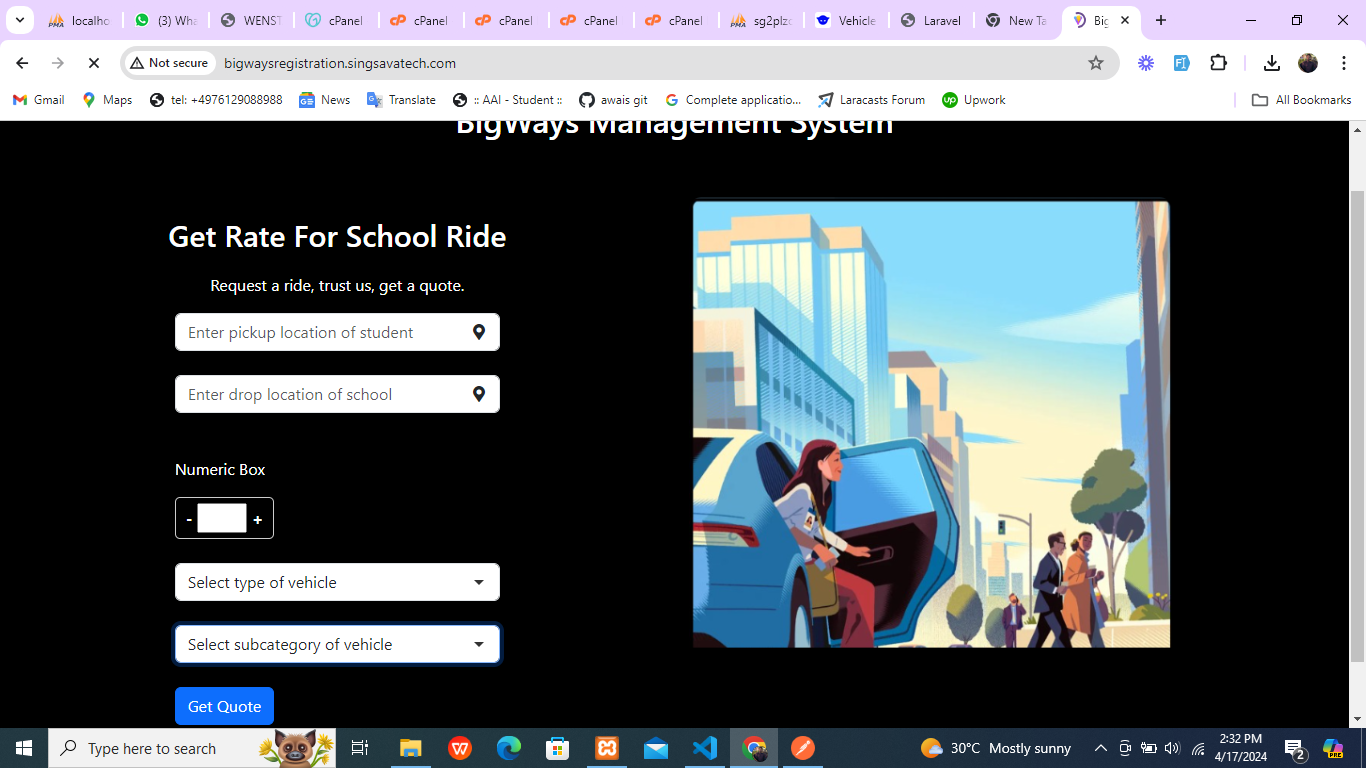 localho
(3) Wha
WENST
cPanel
cPanel
cPanel
cPanel
cPanel
sg2plzc
Vehicle
Laravel
New Ta
Big
Not secure
bigwaysregistration.singsavatech.com
Gmail
Maps
tel: +4976129088988
News
Translate
:: AAI - Student ::
awais git
Complete applicatio...
Laracasts Forum
Upwork
All Bookmarks
BigWays Management System
Get Rate For School Ride
Request a ride, trust us, get a quote.
Enter pickup location of student
Enter drop location of school
Numeric Box
- +
Select type of vehicle
Select subcategory of vehicle
Get Quote
Type here to search
30°C Mostly sunny
2:32 PM
4/17/2024
2
PRE